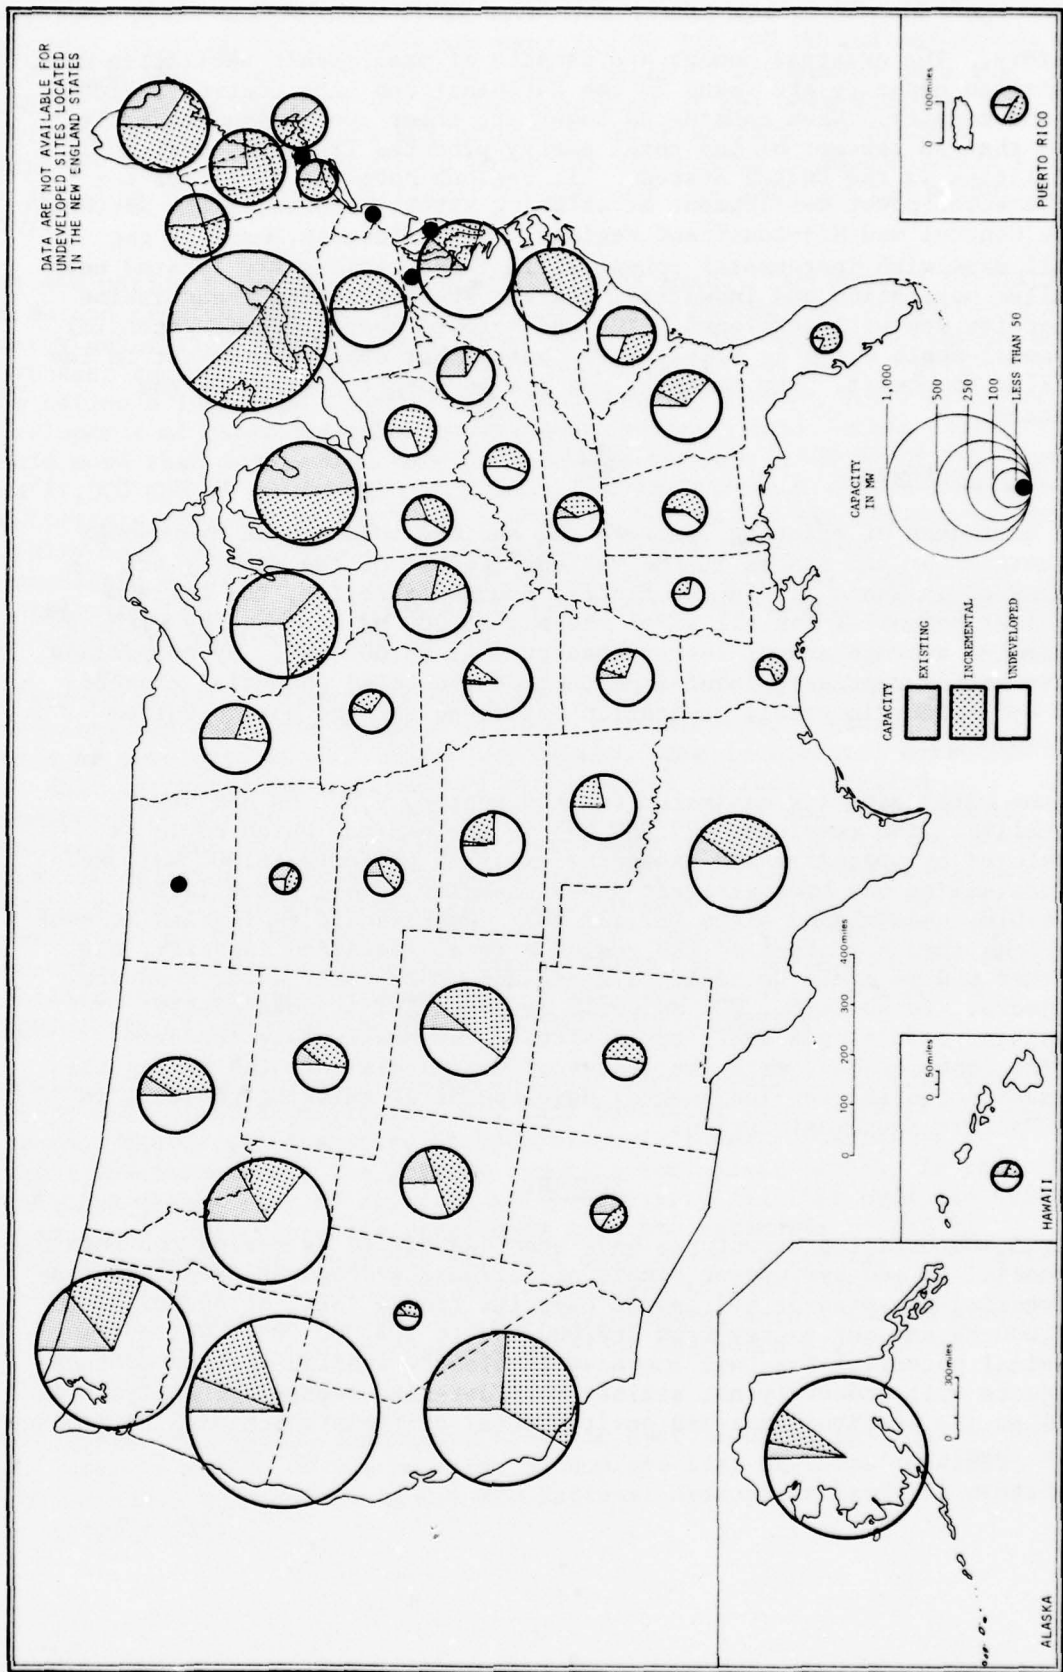 DATA ARE NOT AVAILABLE FOR
UNDEVELOPED SITES LOCATED
IN THE NEW ENGLAND STATES
0 100miles
PUERTO RICO
CAPACITY
IN MW
1,000
500
250
100
LESS THAN 50
CAPACITY
EXISTING
INCREMENTAL
UNDEVELOPED
0 100 200 300 400miles
0 50miles
HAWAII
0 300miles
ALASKA